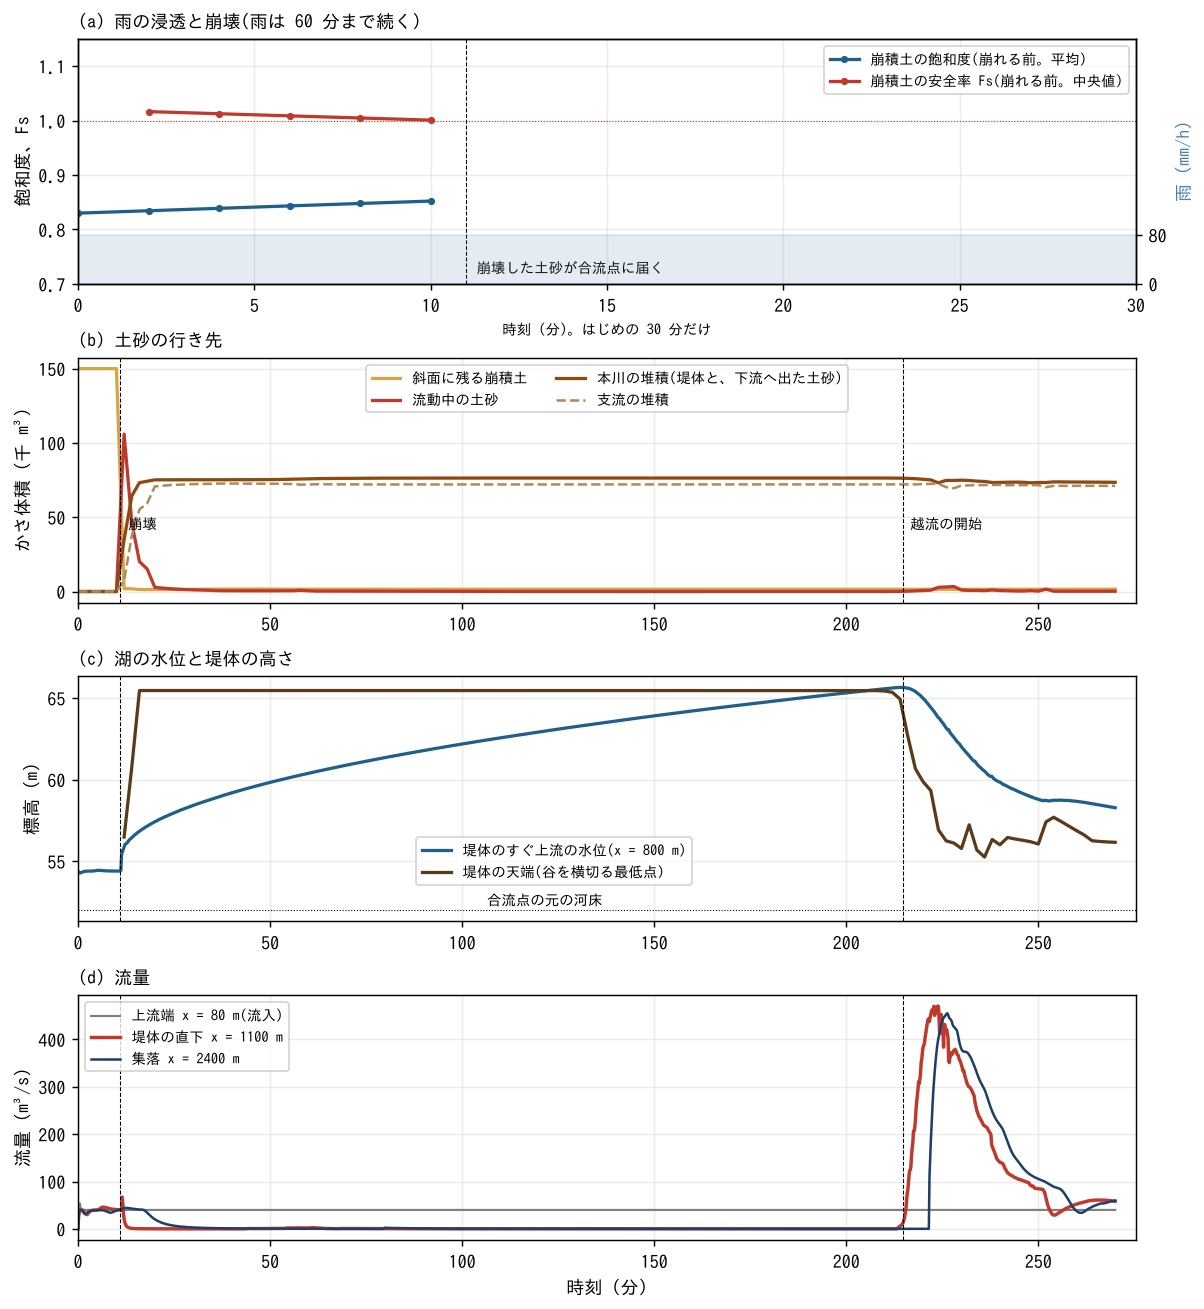 (a) 雨の浸透と崩壊(雨は 60 分まで続く)
崩積土の飽和度(崩れる前。平均)
崩積土の安全率 Fs(崩れる前。中央値)
飽和度、Fs
1.1
1.0
0.9
0.8
0.7
雨 (mm/h)
80
0
崩壊した土砂が合流点に届く
0 5 10 15 20 25 30
時刻 (分)。はじめの 30 分だけ
(b) 土砂の行き先
斜面に残る崩積土
流動中の土砂
本川の堆積(堤体と、下流へ出た土砂)
支流の堆積
かさ体積 (千 m³)
150
100
50
0
崩壊
越流の開始
0 50 100 150 200 250
(c) 湖の水位と堤体の高さ
標高 (m)
65
60
55
堤体のすぐ上流の水位(x = 800 m)
堤体の天端(谷を横切る最低点)
合流点の元の河床
0 50 100 150 200 250
(d) 流量
上流端 x = 80 m(流入)
堤体の直下 x = 1100 m
集落 x = 2400 m
流量 (m³/s)
400
300
200
100
0
0 50 100 150 200 250
時刻 (分)